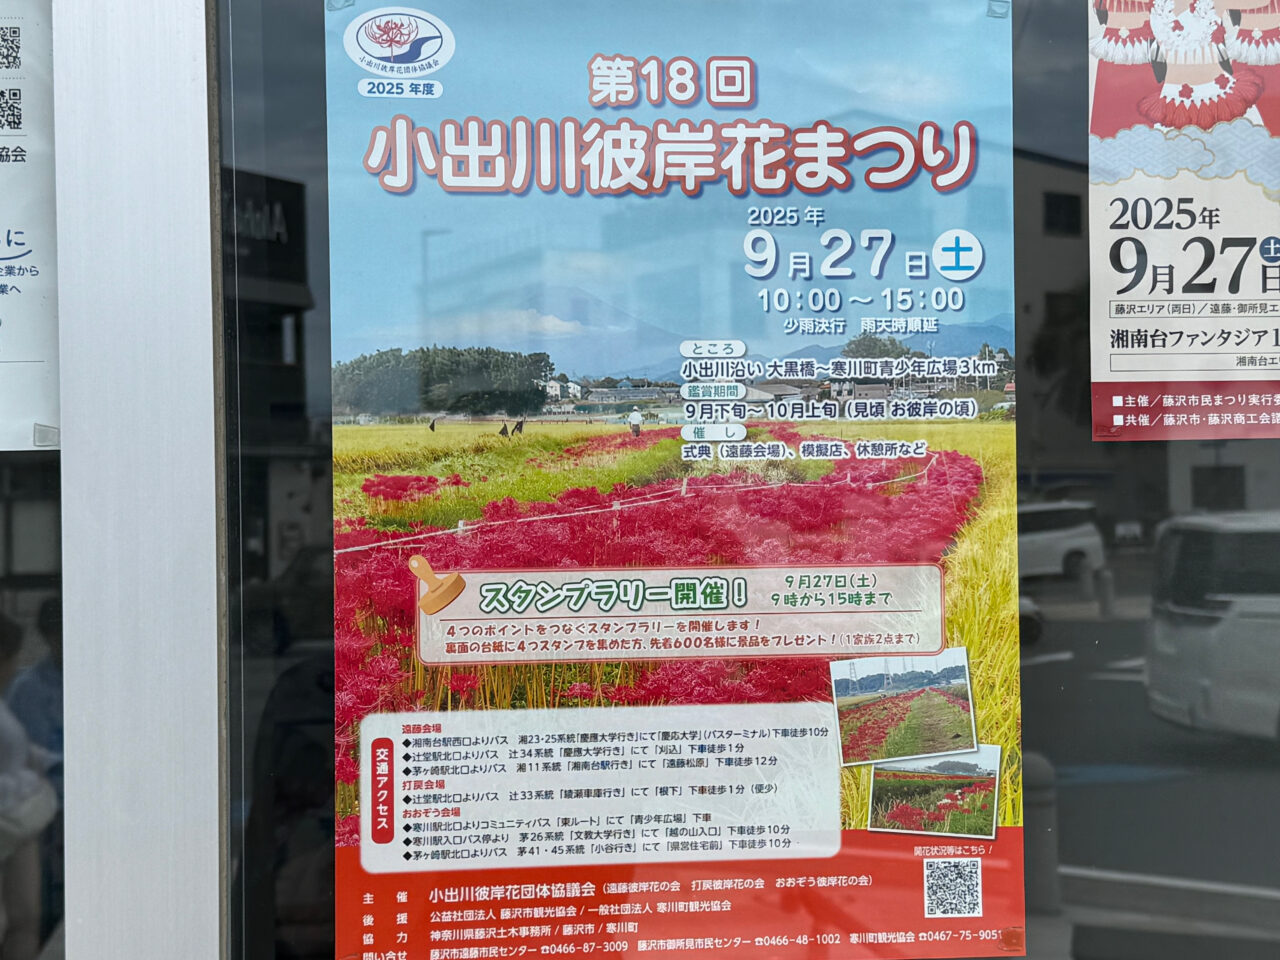 協会
企業から
業へ
小出川彼岸花団体協議会
2025 年度
第18回
小出川彼岸花まつり
2025 年
9月27日 土
10：00 ～ 15：00
少雨決行　雨天時順延
ところ
小出川沿い 大黒橋～寒川町青少年広場3km
鑑賞期間
9月下旬～10月上旬（見頃 お彼岸の頃）
催し
式典（遠藤会場）、模擬店、休憩所など
スタンプラリー開催！
9月27日(土)
9時から15時まで
4つのポイントをつなぐスタンプラリーを開催します！
裏面の台紙に4つスタンプを集めた方、先着600名様に景品をプレゼント！（1家族2点まで）
交通アクセス
遠藤会場
◆湘南台駅西口よりバス　湘23・25系統「慶應大学行き」にて「慶応大学」（バスターミナル）下車徒歩10分
◆辻堂駅北口よりバス　辻34系統「慶應大学行き」にて「刈込」下車徒歩1分
◆茅ヶ崎駅北口よりバス　湘11系統「湘南台駅行き」にて「遠藤松原」下車徒歩12分
打戻会場
◆辻堂駅北口よりバス　辻33系統「綾瀬車庫行き」にて「根下」下車徒歩1分（便少）
おおぞう会場
◆寒川駅北口よりコミュニティバス「東ルート」にて「青少年広場」下車
◆寒川駅入口バス停より　茅26系統「文教大学行き」にて「越の山入口」下車徒歩10分
◆茅ヶ崎駅北口よりバス　茅41・45系統「小谷行き」にて「県営住宅前」下車徒歩10分
開花状況等はこちら！
主　催　小出川彼岸花団体協議会（遠藤彼岸花の会　打戻彼岸花の会　おおぞう彼岸花の会）
後　援　公益社団法人 藤沢市観光協会 / 一般社団法人 寒川町観光協会
協　力　神奈川県藤沢土木事務所 / 藤沢市 / 寒川町
問い合せ　藤沢市遠藤市民センター ☎0466-87-3009　藤沢市御所見市民センター ☎0466-48-1002　寒川町観光協会 ☎0467-75-9051
2025年
9月27日 土
藤沢エリア（両日）／遠藤・御所見エ
湘南台ファンタジア1
湘南台エリ
■主催／藤沢市民まつり実行委
■共催／藤沢市・藤沢商工会議